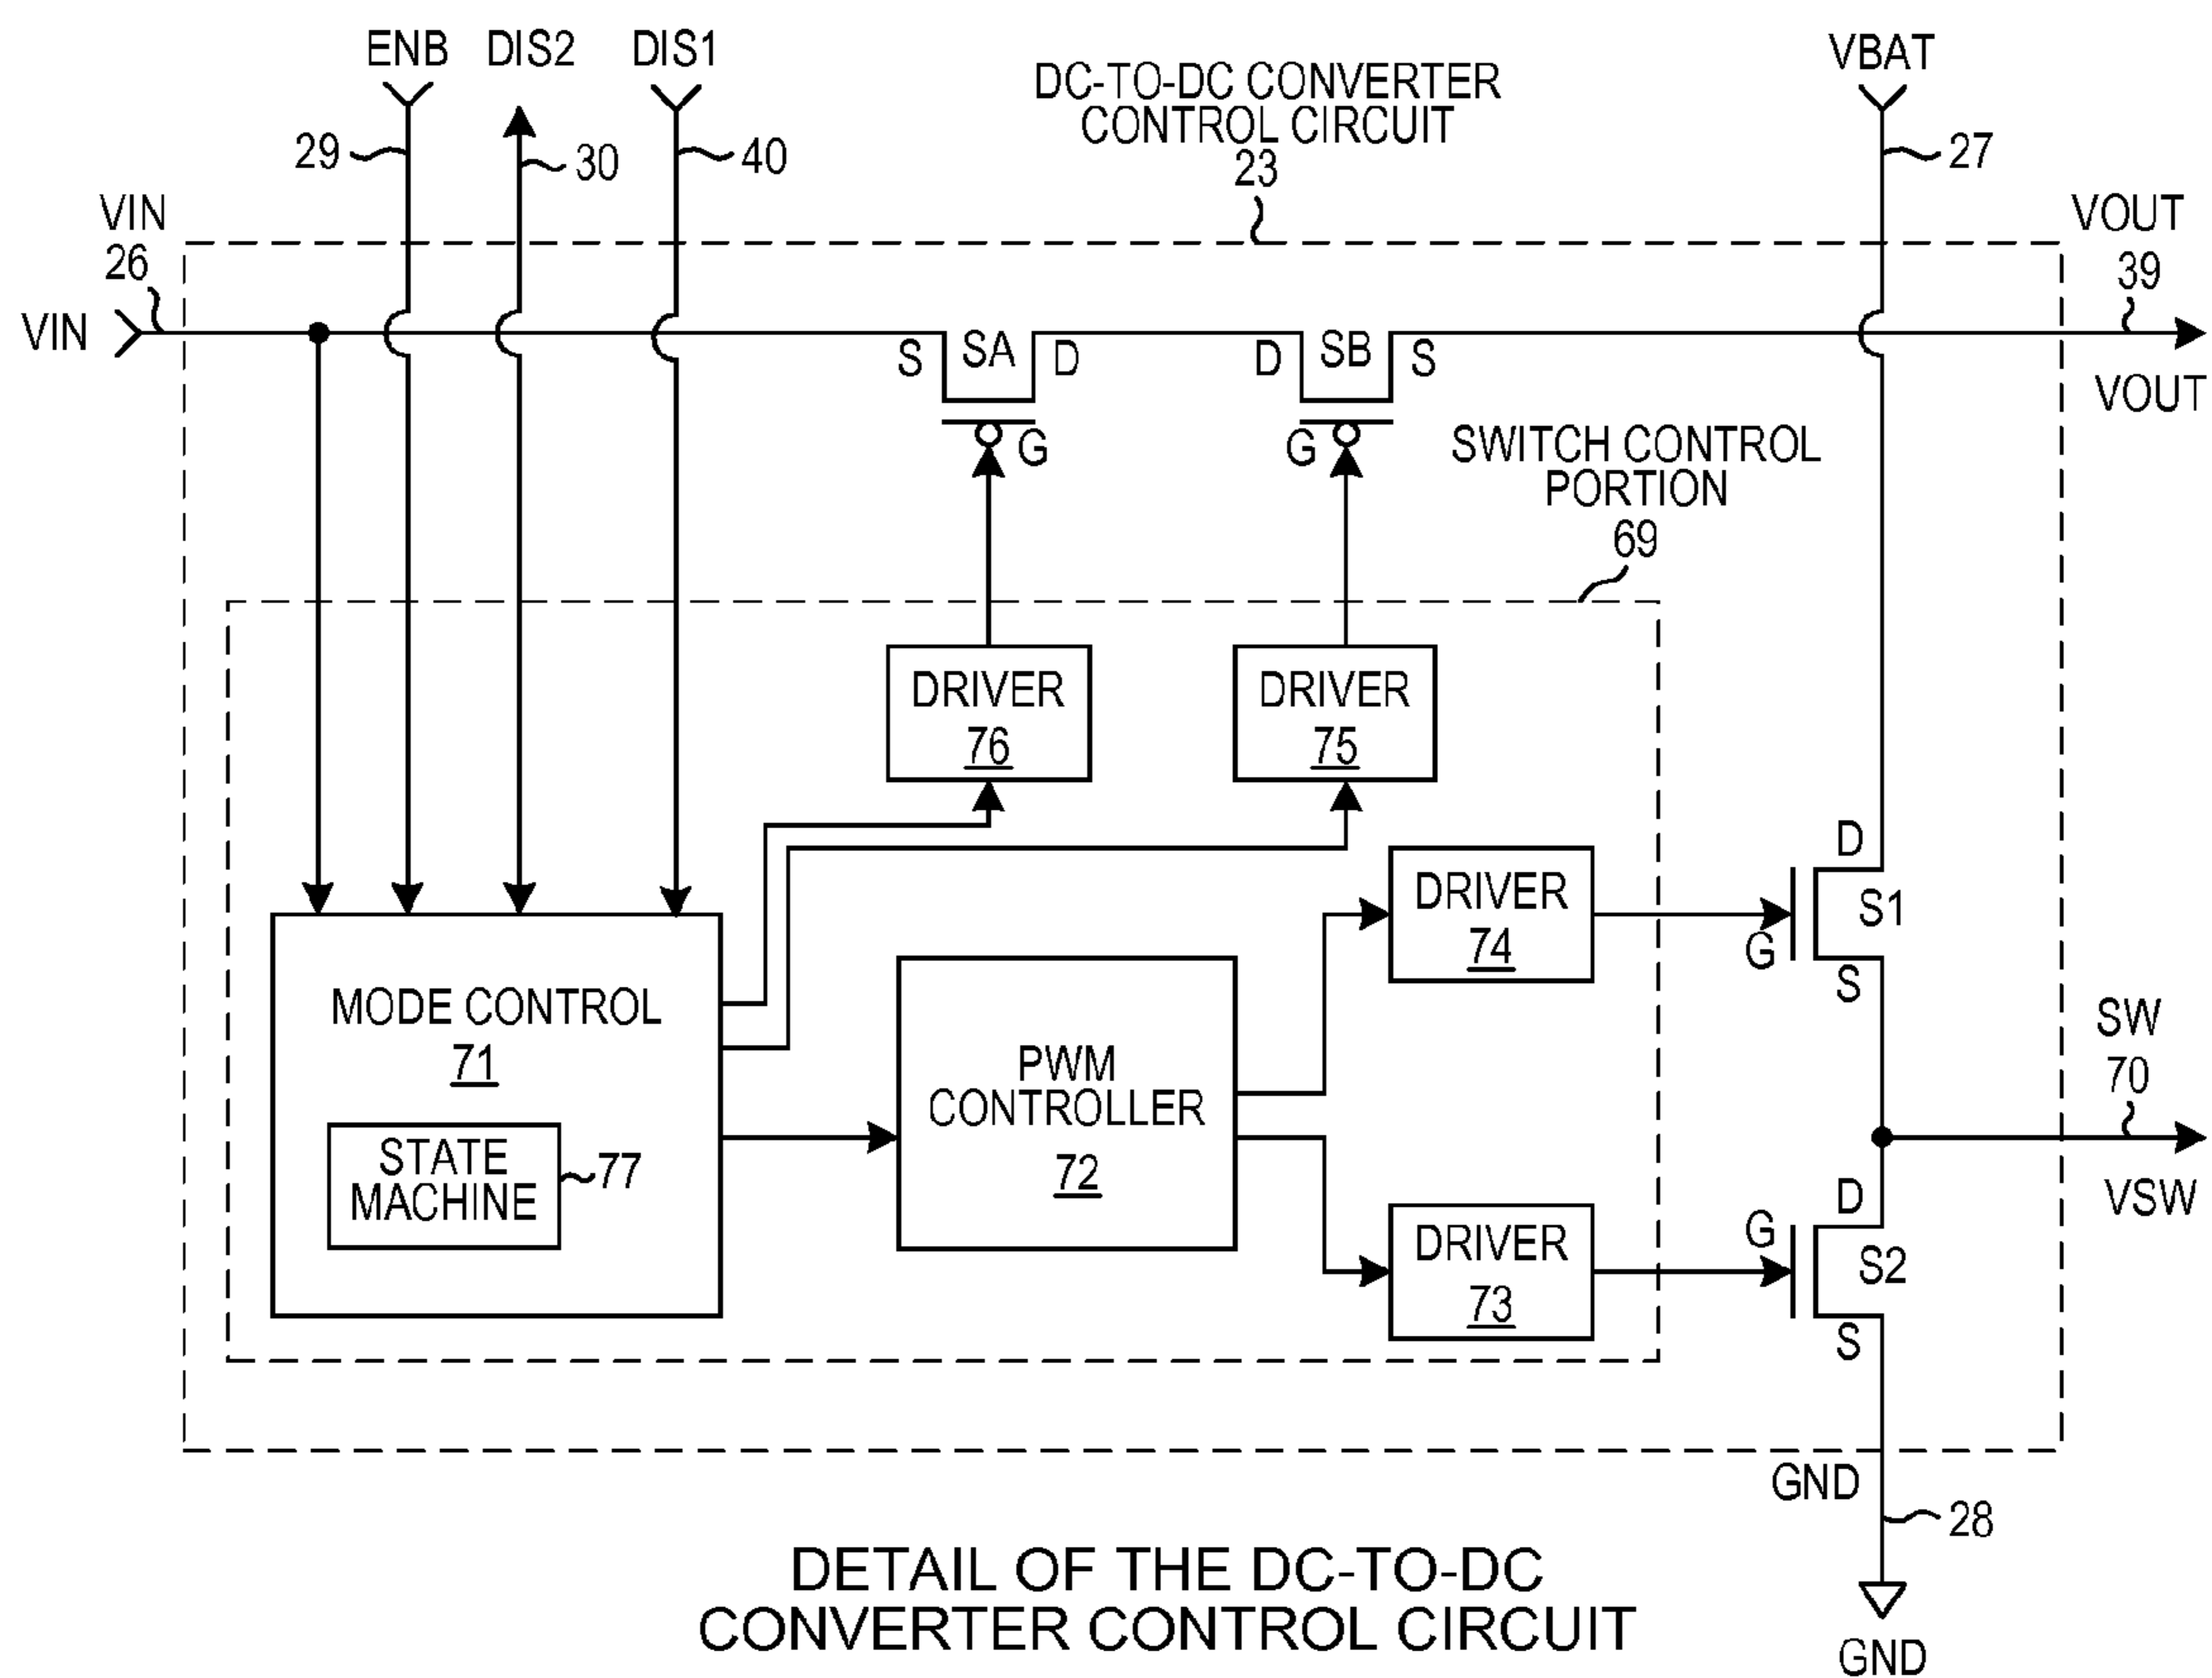 ENB
DIS2
DIS1
VBAT
DC-TO-DC CONVERTER
CONTROL CIRCUIT
23
29
30
40
27
VIN
26
VOUT
39
VIN
S
SA
D
D
SB
S
VOUT
G
G
SWITCH CONTROL
PORTION
69
DRIVER
76
DRIVER
75
D
DRIVER
74
S1
G
S
MODE CONTROL
71
PWM
CONTROLLER
72
SW
70
STATE
MACHINE
77
VSW
D
G
DRIVER
73
S2
S
GND
28
DETAIL OF THE DC-TO-DC
CONVERTER CONTROL CIRCUIT
GND